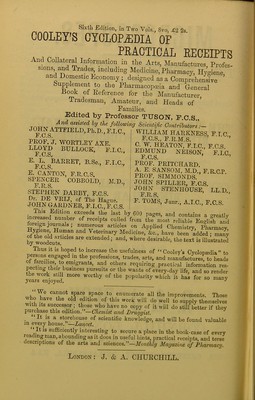 Sixth Edition, in Two Vols., 8vo, £2 2s.
COOLEY'S CYCLOPÆDIA OF
PRACTICAL RECEIPTS
And Collateral Information in the Arts, Manufactures, Profes-
sions, and Trades, including Medicine, Pharmacy, Hygiene,
and Domestic Economy; designed as a Comprehensive
Supplement to the Pharmacopœia and General
Book of Reference for the Manufacturer,
Tradesman, Amateur, and Heads of
Families.
Edited by Professor TUSON, F.C.S.,
And assisted by the following Scientific Contributors:—
JOHN ATTFIELD, Ph.D., F.I.C.,
F.C.S.
PROF. J. WORTLEY AXE.
LLOYD BULLOCK, F.I.C.,
F.C.S.
E. L. BARRET, B.Sc., F.I.C.,
F.C.S.
E. CANTON, F.R.C.S.
SPENCER COBBOLD, M.D.,
F.R.S.
STEPHEN DARBY, F.C.S.
Dr. DE VRIJ, of The Hague.
JOHN GARDNER, F.I.C., F.C.S.
WILLIAM HARKNESS, F.I.C.,
F.C.S., F.R.M.S.
C. W. HEATON, F.I.C., F.C.S.
EDMUND NEISON, F.I.C.,
F.C.S.
PROF. PRITCHARD.
A. E. SANSOM, M.D., F.R.C.P.
PROF. SIMMONDS.
JOHN SPILLER, F.C.S.
JOHN STENHOUSE, LL.D.,
F.R.S.
F. TOMS, Junr., A.I.C., F.C.S.
This Edition exceeds the last by 600 pages, and contains a greatly
increased number of receipts culled from the most reliable English and
foreign journals; numerous articles on Applied Chemistry, Pharmacy,
Hygiene, Human and Veterinary Medicine, &c., have been added; many
of the old articles are extended; and, where desirable, the text is illustrated
by woodcuts.
Thus it is hoped to increase the usefulness of "Cooley's Cyclopædia" to
persons engaged in the professions, trades, arts, and manufactures, to heads
of families, to emigrants, and others requiring practical information res-
pecting their business pursuits or the wants of every-day life, and so render
the work still more worthy of the popularity which it has for so many
years enjoyed.
"We cannot spare space to enumerate all the improvements. Those
who have the old edition of this work will do well to supply themselves
with its successor; those who have no copy of it will do still better if they
purchase this edition."—Chemist and Druggist.
"It is a storehouse of scientific knowledge, and will be found valuable
in every house."—Lancet.
"It is sufficiently interesting to secure a place in the book-case of every
reading man, abounding as it does in useful hints, practical receipts, and terse
descriptions of the arts and sciences."—Monthly Magazine of Pharmacy.
LONDON: J. & A. CHURCHILL.